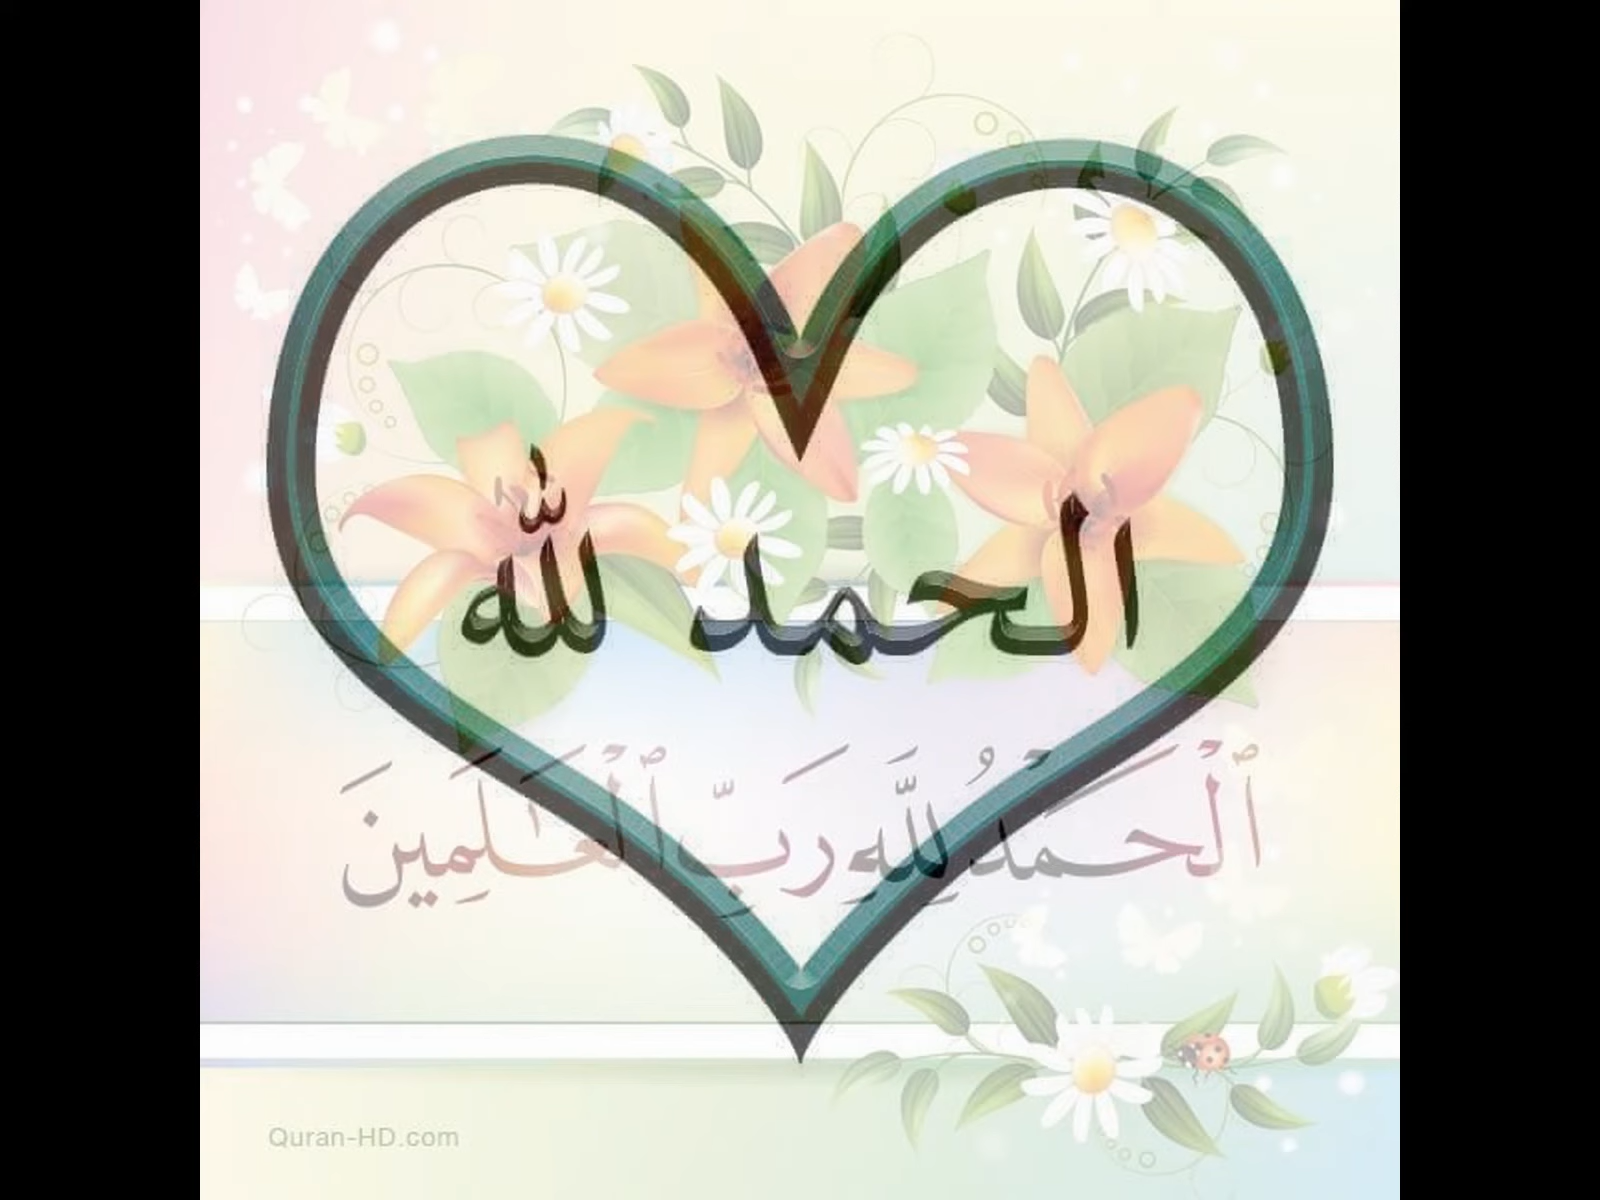 الحمد لله
ٱلْحَمْدُ لِلَّهِ رَبِّ ٱلْعَـٰلَمِينَ
Quran-HD.com